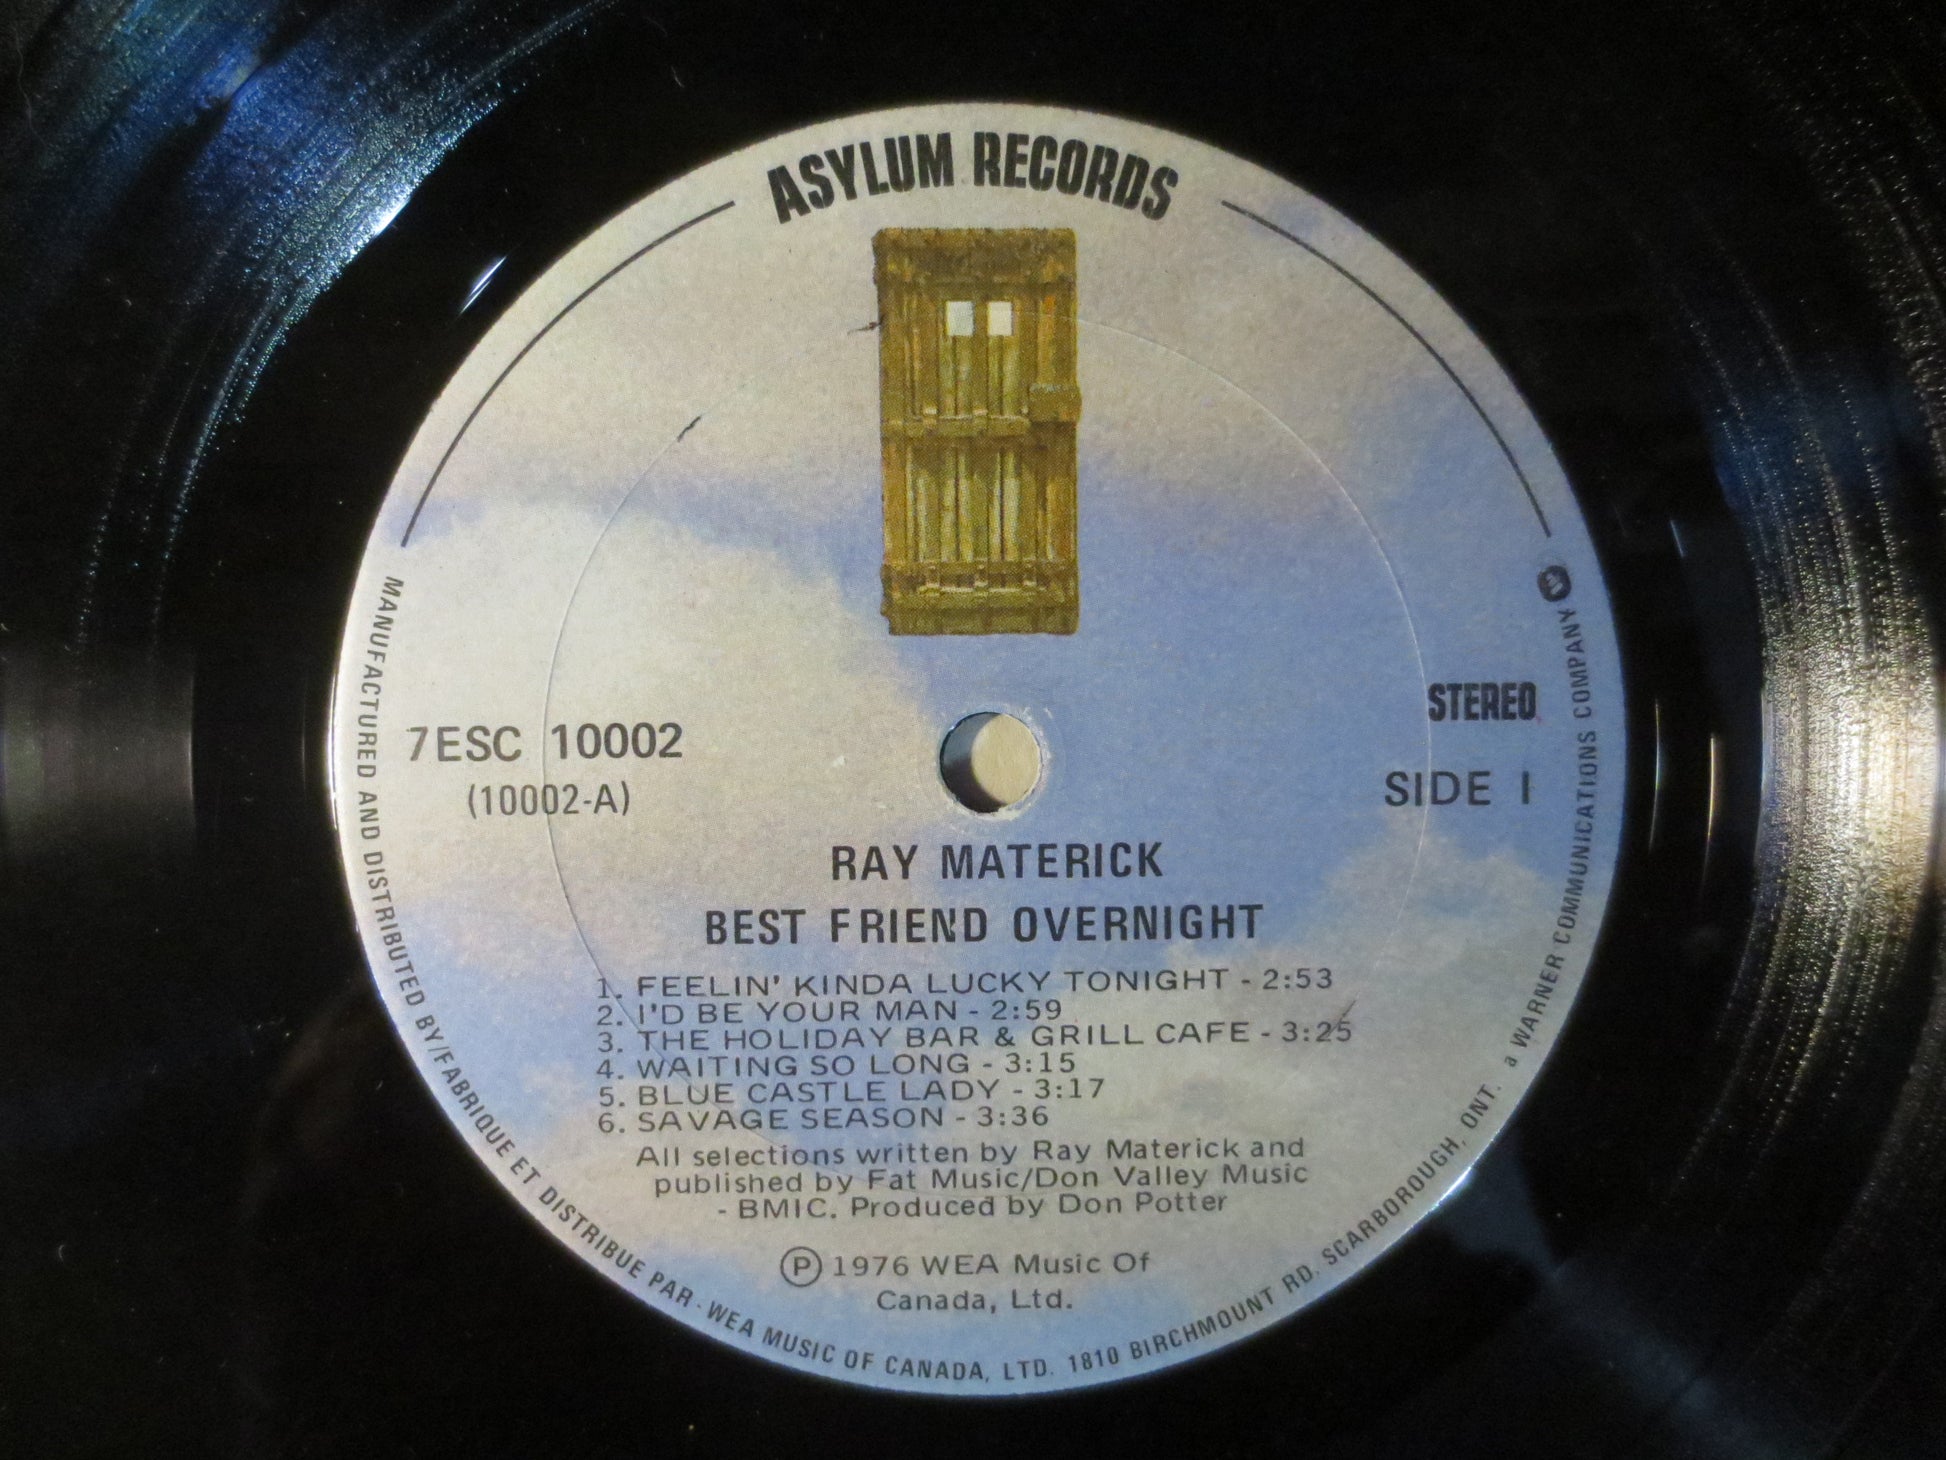 ASYLUM RECORDS
STEREO
7ESC 10002
(10002-A)
SIDE 1
RAY MATERICK
BEST FRIEND OVERNIGHT
1. FEELIN' KINDA LUCKY TONIGHT - 2:53
2. I'D BE YOUR MAN - 2:59
3. THE HOLIDAY BAR & GRILL CAFE - 3:25
4. WAITING SO LONG - 3:15
5. BLUE CASTLE LADY - 3:17
6. SAVAGE SEASON - 3:36
All selections written by Ray Materick and
published by Fat Music/Don Valley Music
- BMIC. Produced by Don Potter
Ⓟ 1976 WEA Music Of
Canada, Ltd.
MANUFACTURED AND DISTRIBUTED BY/FABRIQUE ET DISTRIBUE PAR · WEA MUSIC OF CANADA, LTD. 1810 BIRCHMOUNT RD. SCARBOROUGH, ONT. a WARNER COMMUNICATIONS COMPANY